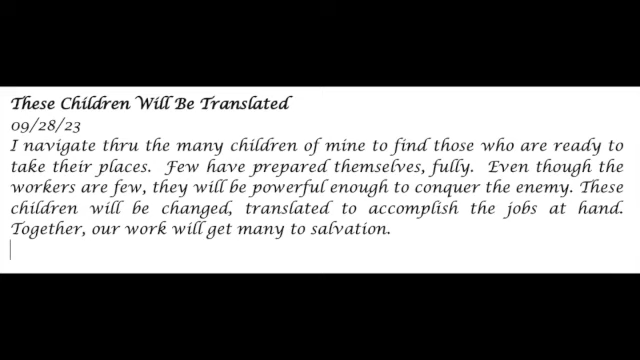 These Children Will Be Translated
09/28/23
I navigate thru the many children of mine to find those who are ready to
take their places. Few have prepared themselves, fully. Even though the
workers are few, they will be powerful enough to conquer the enemy. These
children will be changed, translated to accomplish the jobs at hand.
Together, our work will get many to salvation.